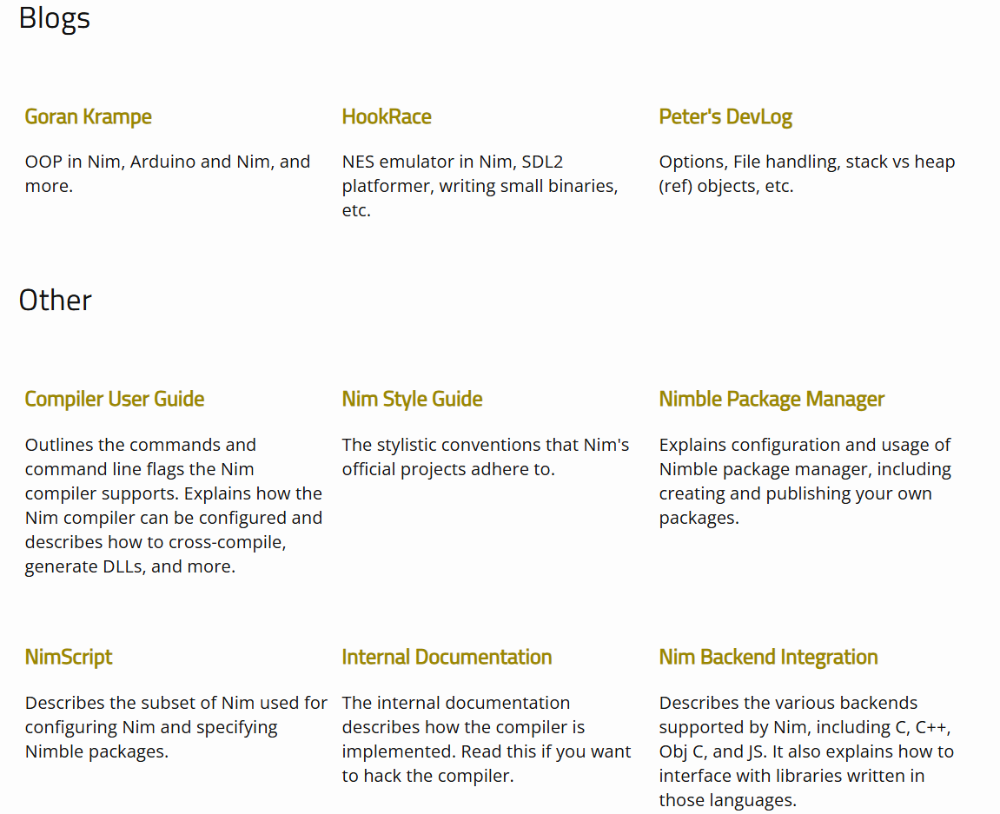 Blogs
Goran Krampe
OOP in Nim, Arduino and Nim, and
more.
HookRace
NES emulator in Nim, SDL2
platformer, writing small binaries,
etc.
Peter's DevLog
Options, File handling, stack vs heap
(ref) objects, etc.
Other
Compiler User Guide
Outlines the commands and
command line flags the Nim
compiler supports. Explains how the
Nim compiler can be configured and
describes how to cross-compile,
generate DLLs, and more.
Nim Style Guide
The stylistic conventions that Nim's
official projects adhere to.
Nimble Package Manager
Explains configuration and usage of
Nimble package manager, including
creating and publishing your own
packages.
NimScript
Describes the subset of Nim used for
configuring Nim and specifying
Nimble packages.
Internal Documentation
The internal documentation
describes how the compiler is
implemented. Read this if you want
to hack the compiler.
Nim Backend Integration
Describes the various backends
supported by Nim, including C, C++,
Obj C, and JS. It also explains how to
interface with libraries written in
those languages.